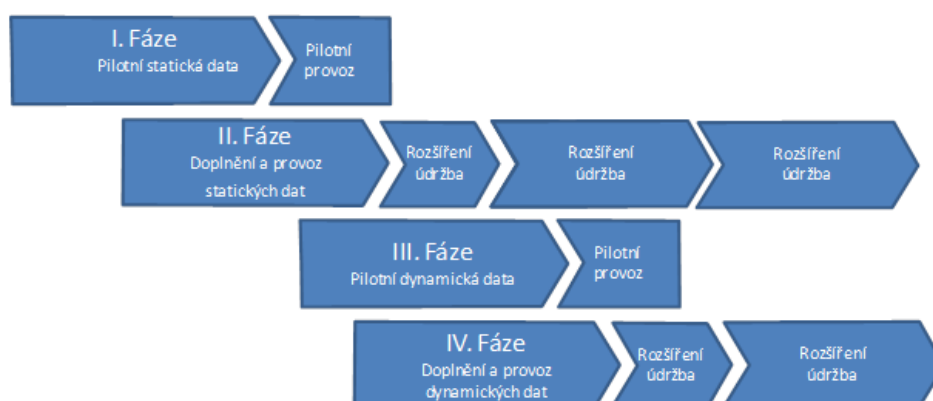 I. Fáze
Pilotní statická data
Pilotní
provoz
II. Fáze
Doplnění a provoz
statických dat
Rozšíření
údržba
Rozšíření
údržba
Rozšíření
údržba
III. Fáze
Pilotní dynamická data
Pilotní
provoz
IV. Fáze
Doplnění a provoz
dynamických dat
Rozšíření
údržba
Rozšíření
údržba